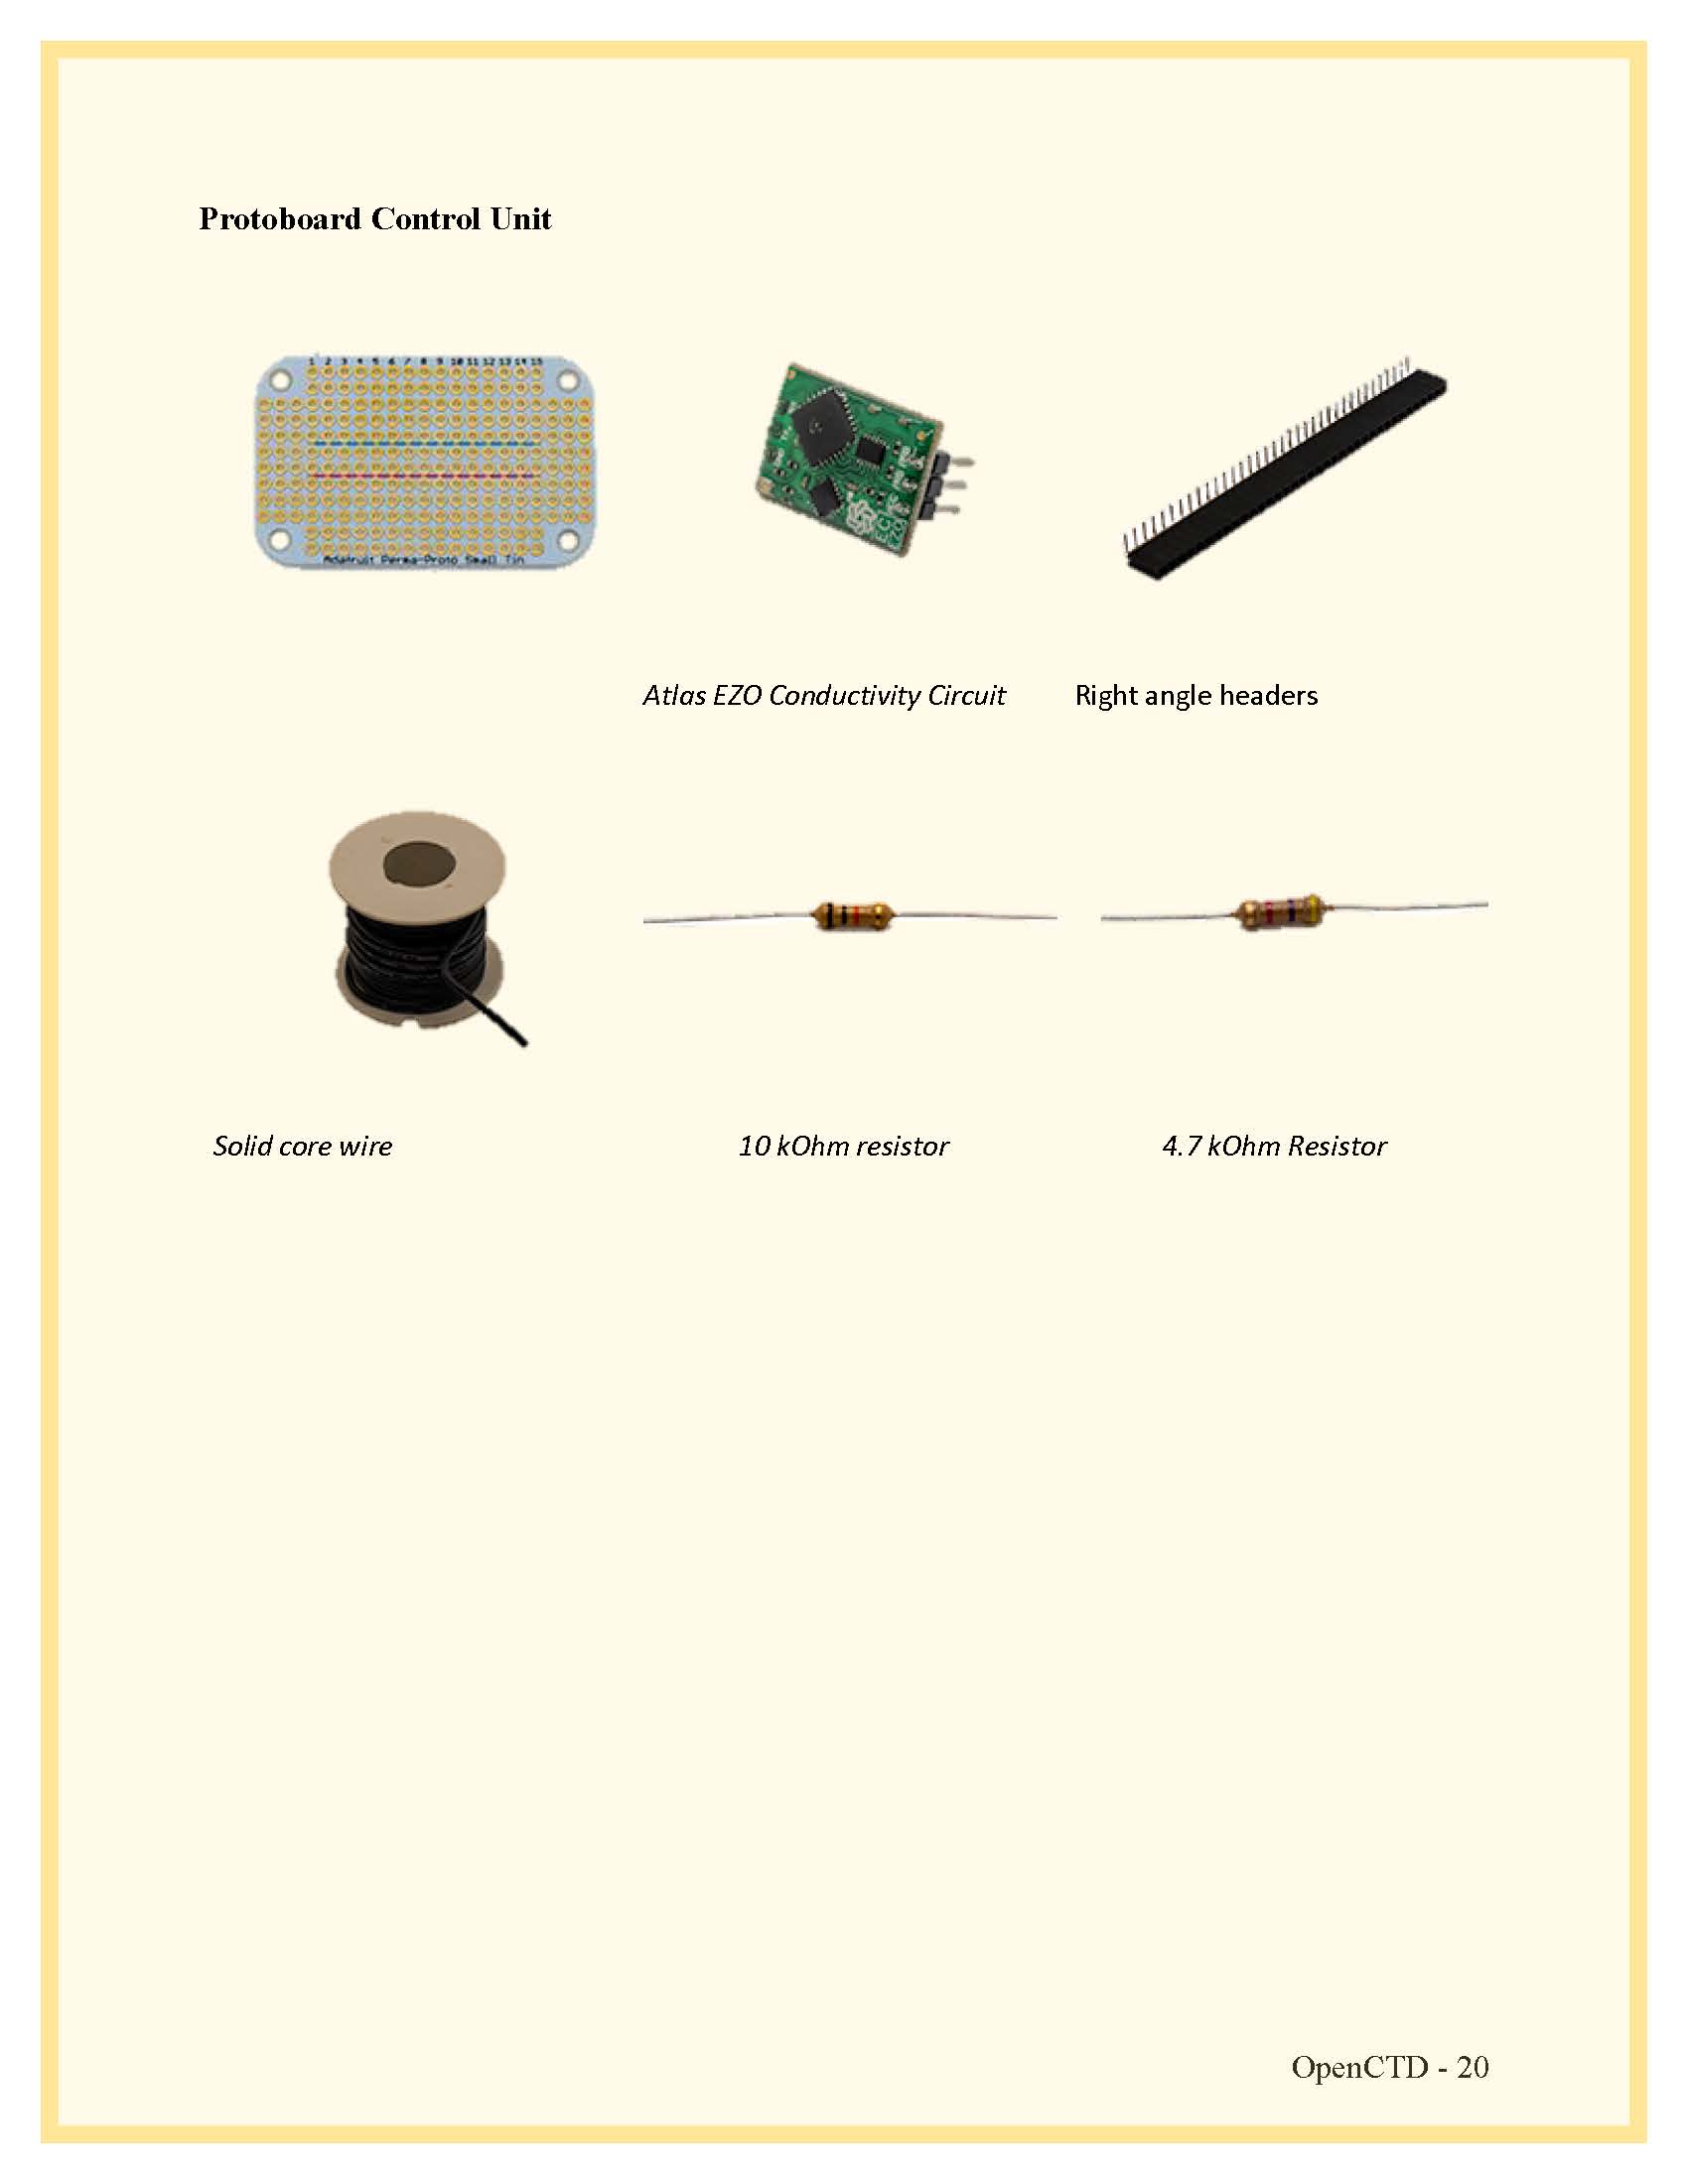 Protoboard Control Unit
1 2 3 4 5 6 7 8 9 10 11 12 13 14 15
Adafruit Perma-Proto Small Tin
EC
EZO
Atlas EZO Conductivity Circuit
Right angle headers
Solid core wire
10 kOhm resistor
4.7 kOhm Resistor
OpenCTD - 20